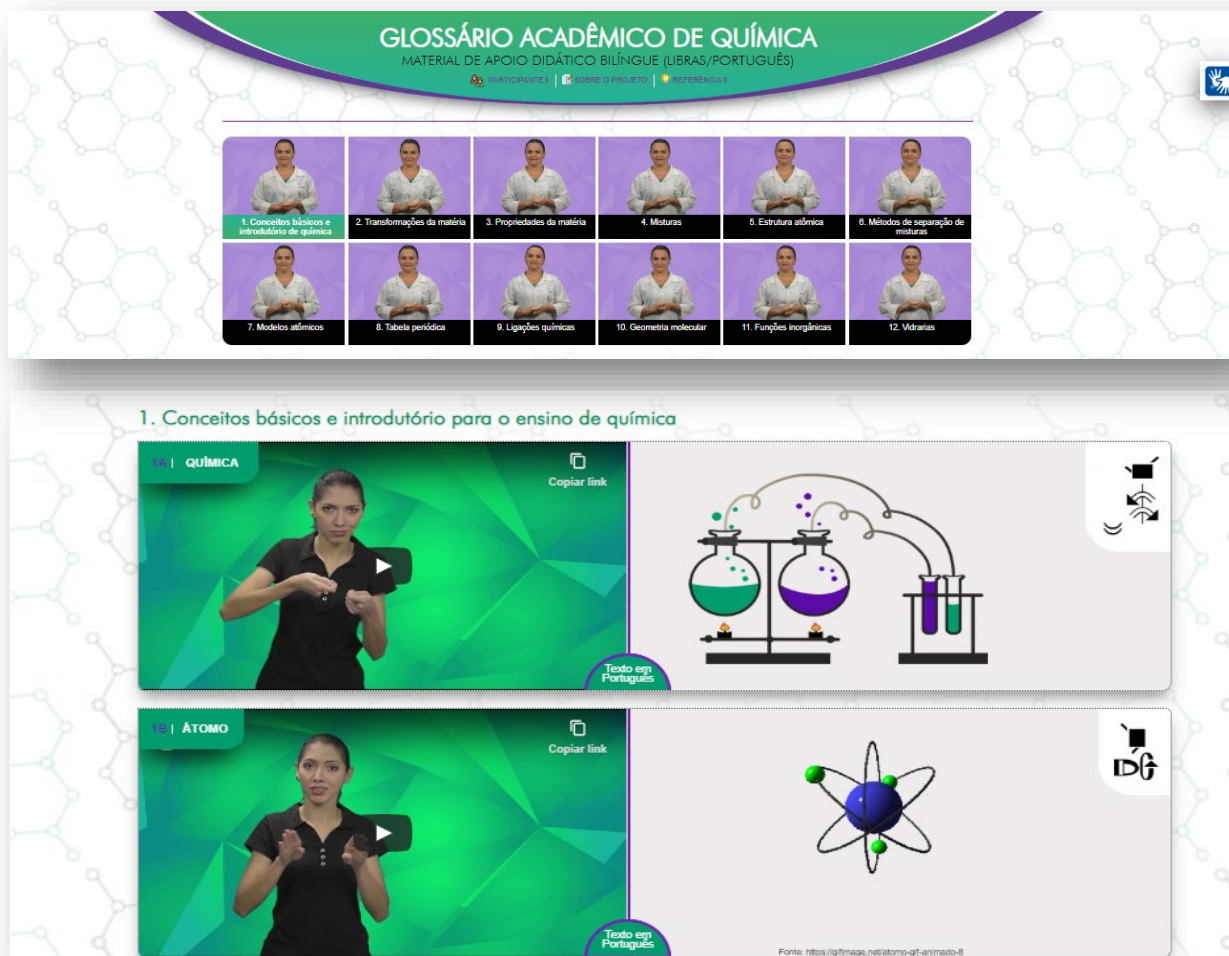 GLOSSÁRIO ACADÊMICO DE QUÍMICA
MATERIAL DE APOIO DIDÁTICO BILÍNGUE (LIBRAS/PORTUGUÊS)
PARTICIPANTES | SOBRE O PROJETO | REFERÊNCIAS
1. Conceitos básicos e
introdutório de química
2. Transformações da matéria
3. Propriedades da matéria
4. Misturas
5. Estrutura atômica
6. Métodos de separação de
misturas
7. Modelos atômicos
8. Tabela periódica
9. Ligações químicas
10. Geometria molecular
11. Funções inorgânicas
12. Vidrarias
1. Conceitos básicos e introdutório para o ensino de química
1A | QUÍMICA
Copiar link
Texto em
Português
1B | ÁTOMO
Copiar link
Texto em
Português
Fonte: https://gifimage.net/atomo-gif-animado-8